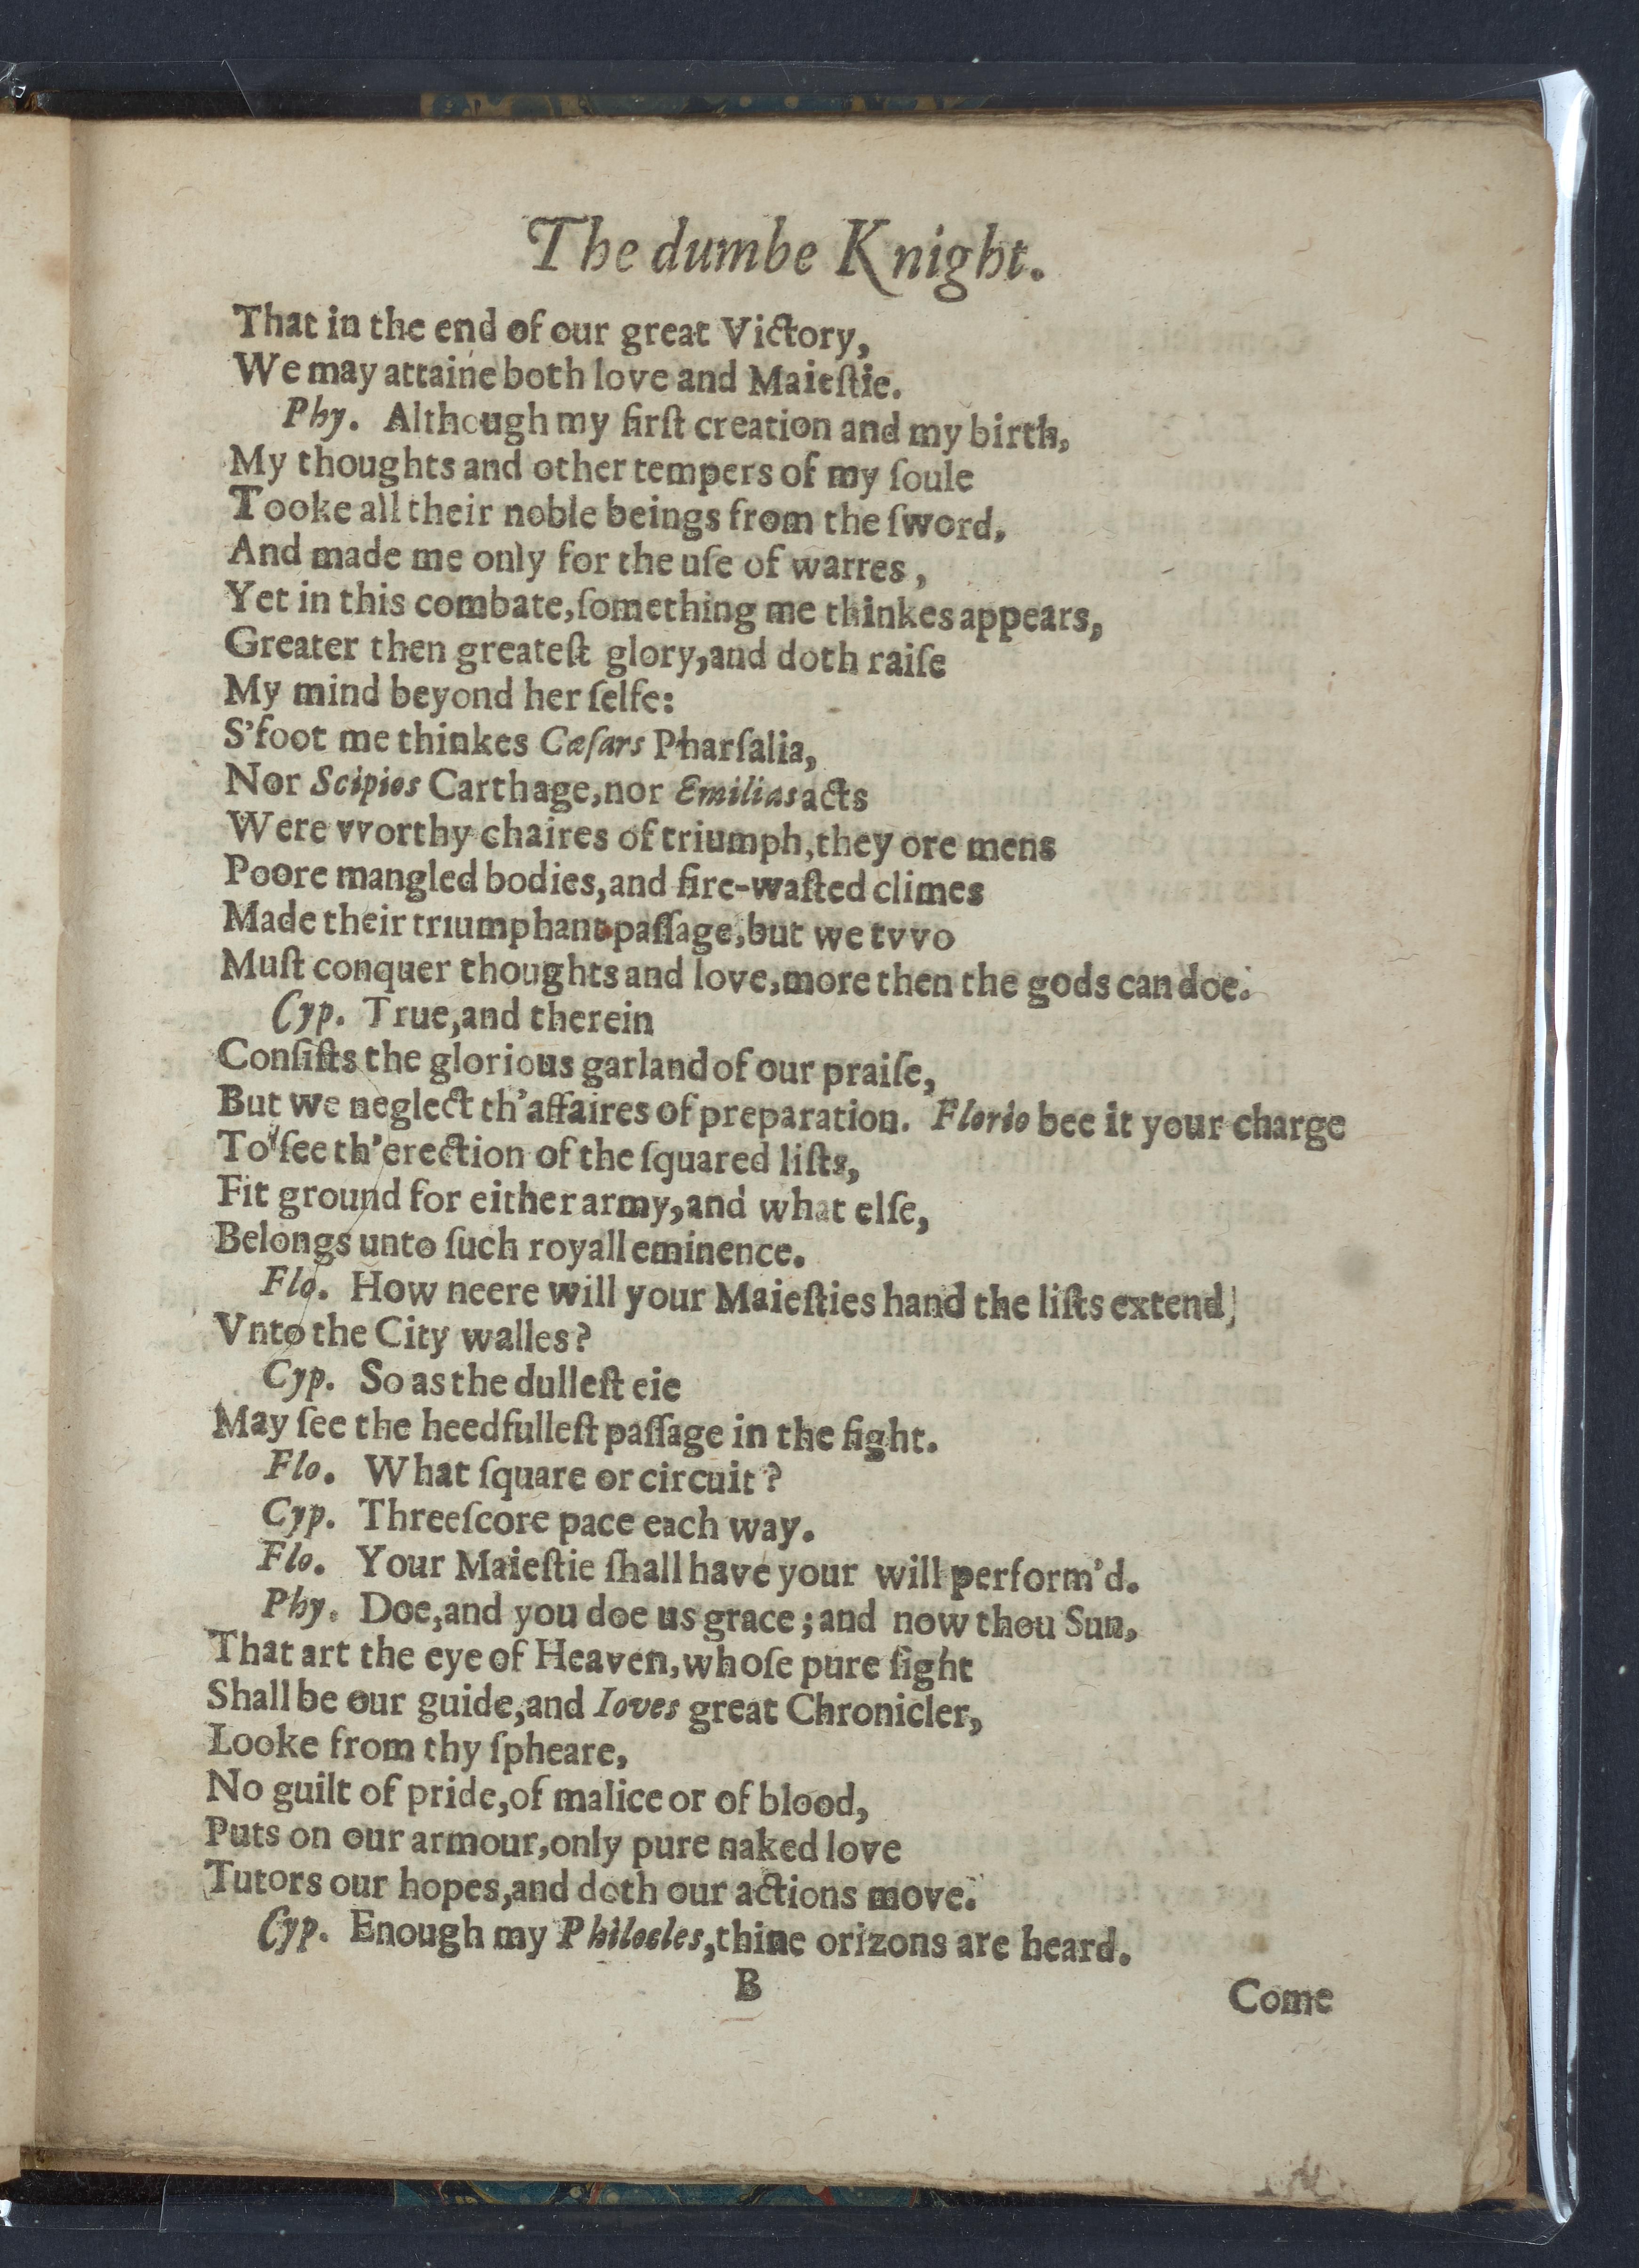 The dumbe Knight.
That in the end of our great Victory,
We may attaine both love and Maieſtie.
Phy. Although my firſt creation and my birth,
My thoughts and other tempers of my ſoule
Tooke all their noble beings from the ſword,
And made me only for the uſe of warres,
Yet in this combate, ſomething me thinkes appears,
Greater then greateſt glory, and doth raiſe
My mind beyond her ſelfe:
S'foot me thinkes Cæſars Pharſalia,
Nor Scipios Carthage, nor Emilias acts
Were vvorthy chaires of triumph, they ore mens
Poore mangled bodies, and fire-waſted climes
Made their triumphant paſſage, but we tvvo
Muſt conquer thoughts and love, more then the gods can doe.
Cyp. True, and therein
Conſiſts the glorious garland of our praiſe,
But we neglect th'affaires of preparation. Florio bee it your charge
To ſee th'erection of the ſquared liſts,
Fit ground for either army, and what elſe,
Belongs unto ſuch royall eminence.
Flo. How neere will your Maieſties hand the liſts extend
Vnto the City walles?
Cyp. So as the dulleſt eie
May ſee the heedfulleſt paſſage in the fight.
Flo. What ſquare or circuit?
Cyp. Threeſcore pace each way.
Flo. Your Maieſtie ſhall have your will perform'd.
Phy. Doe, and you doe us grace; and now thou Sun,
That art the eye of Heaven, whoſe pure ſight
Shall be our guide, and Ioves great Chronicler,
Looke from thy ſpheare,
No guilt of pride, of malice or of blood,
Puts on our armour, only pure naked love
Tutors our hopes, and doth our actions move.
Cyp. Enough my Philocles, thine orizons are heard.
B
Come